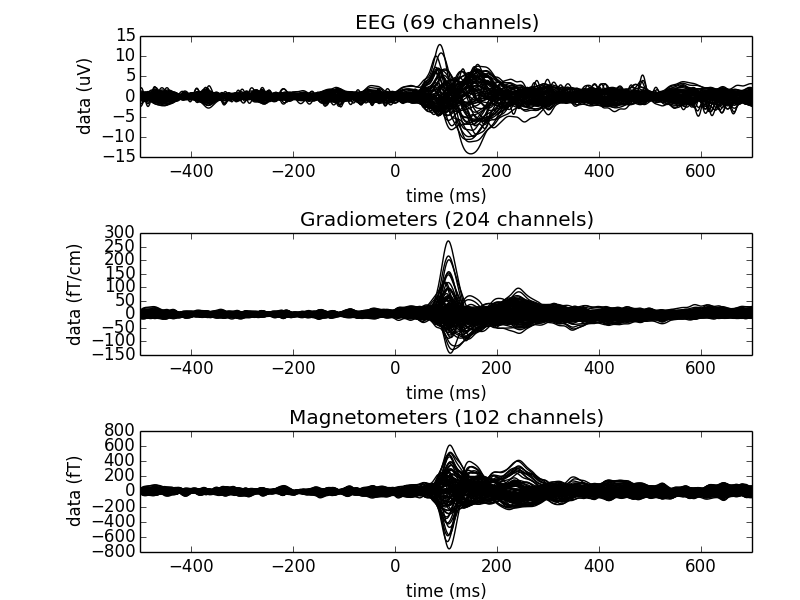 EEG (69 channels)
15
10
5
0
−5
−10
−15
data (uV)
−400 −200 0 200 400 600
time (ms)
Gradiometers (204 channels)
300
250
200
150
100
50
0
−50
−100
−150
data (fT/cm)
−400 −200 0 200 400 600
time (ms)
Magnetometers (102 channels)
800
600
400
200
0
−200
−400
−600
−800
data (fT)
−400 −200 0 200 400 600
time (ms)